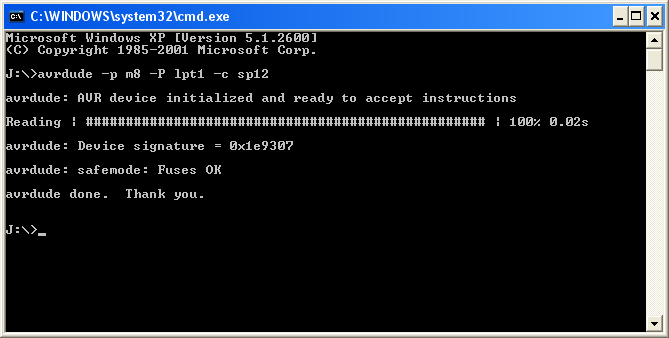 C:\WINDOWS\system32\cmd.exe
Microsoft Windows XP [Version 5.1.2600]
(C) Copyright 1985-2001 Microsoft Corp.
J:\>avrdude -p m8 -P lpt1 -c sp12
avrdude: AVR device initialized and ready to accept instructions
Reading | ################################################## | 100% 0.02s
avrdude: Device signature = 0x1e9307
avrdude: safemode: Fuses OK
avrdude done.  Thank you.
J:\>_